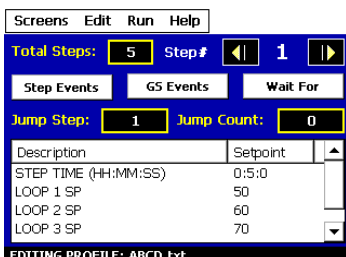 Screens Edit Run Help
Total Steps: 5 Step# 1
Step Events GS Events Wait For
Jump Step: 1 Jump Count: 0
Description Setpoint
STEP TIME (HH:MM:SS) 0:5:0
LOOP 1 SP 50
LOOP 2 SP 60
LOOP 3 SP 70
EDITING PROFILE: ABCD.txt